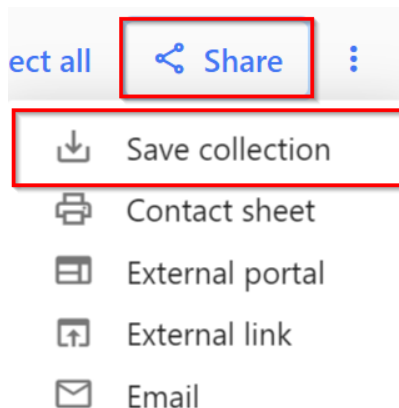 ect all Share
Save collection
Contact sheet
External portal
External link
Email